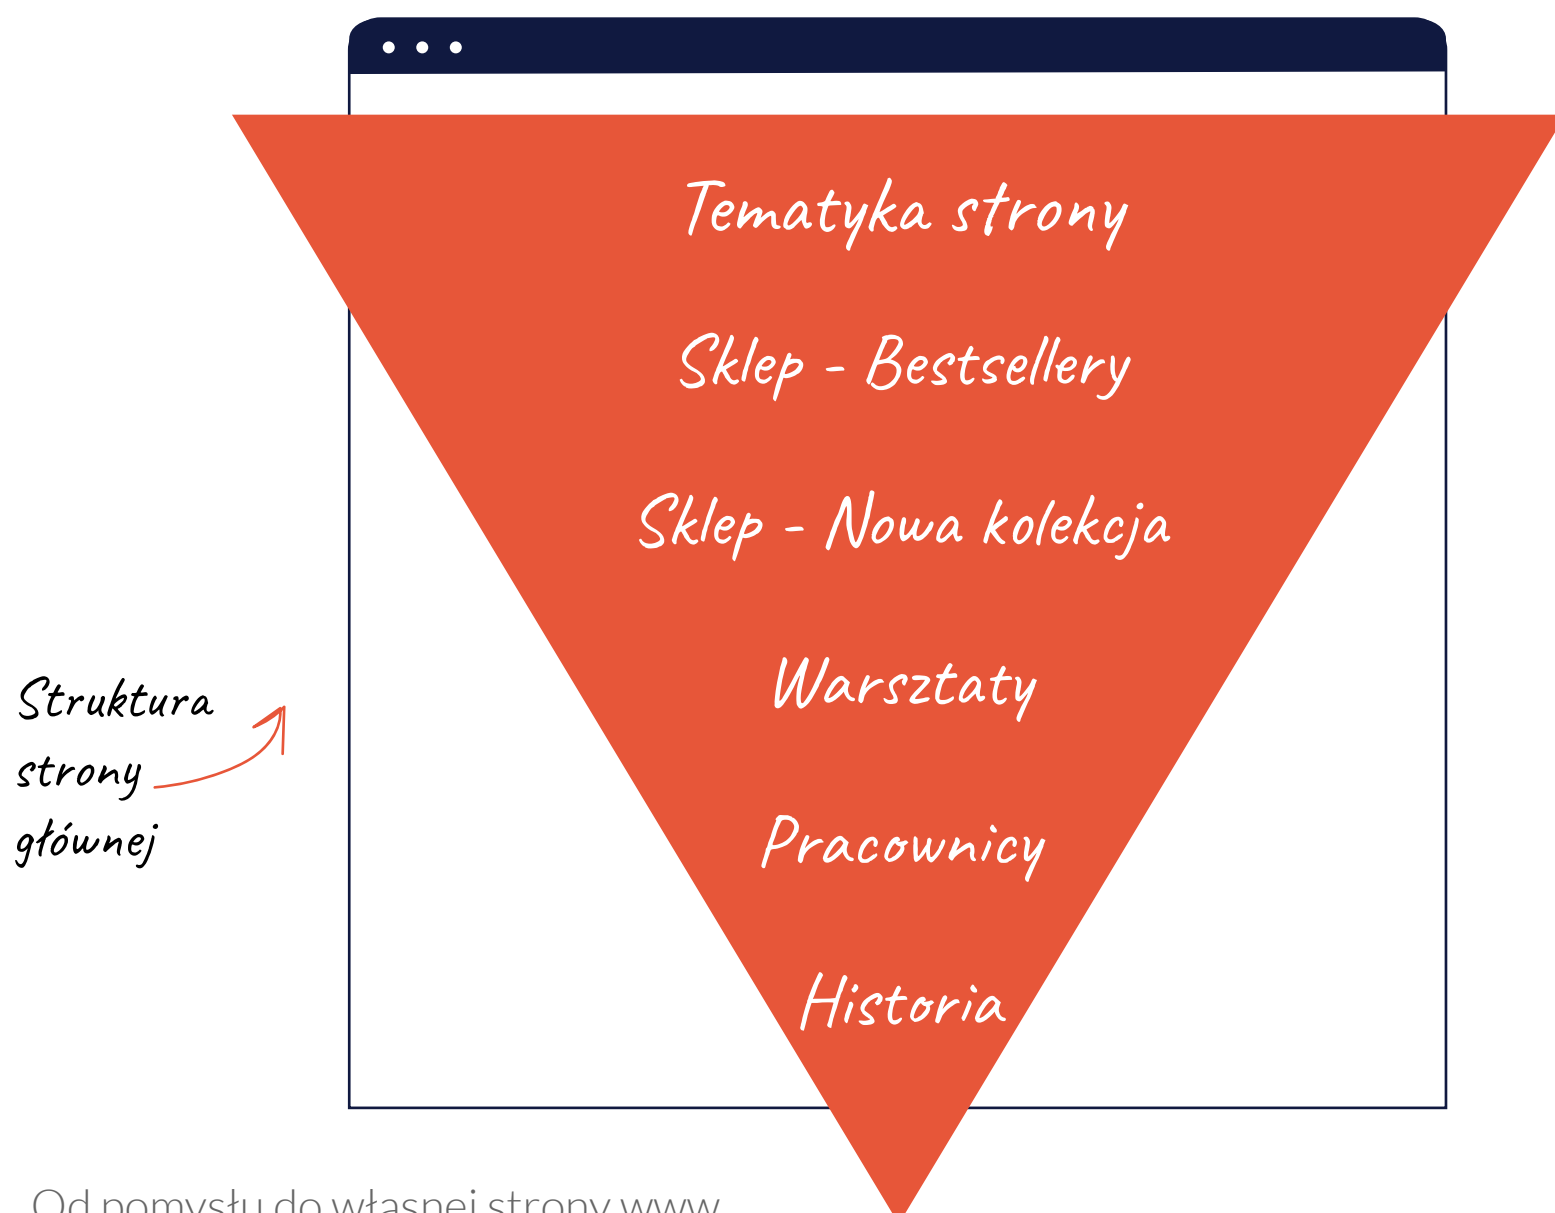 Tematyka strony
Sklep - Bestsellery
Sklep - Nowa kolekcja
Warsztaty
Pracownicy
Historia
Struktura
strony
głównej
Od pomysłu do własnej strony www